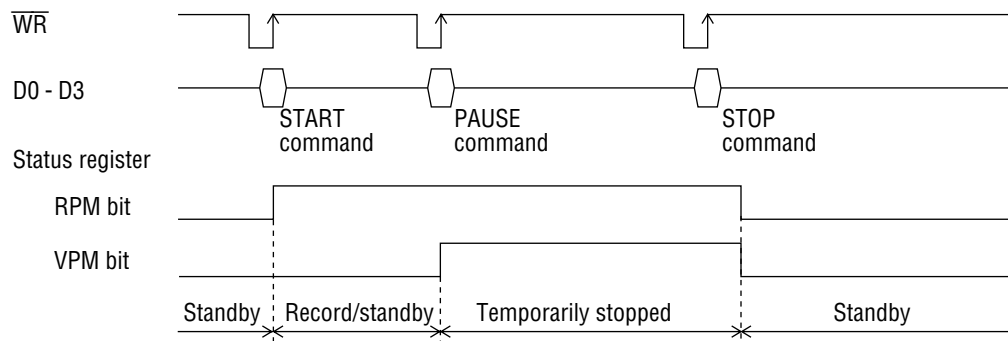 WR
D0 - D3
START
command
PAUSE
command
STOP
command
Status register
RPM bit
VPM bit
Standby
Record/standby
Temporarily stopped
Standby